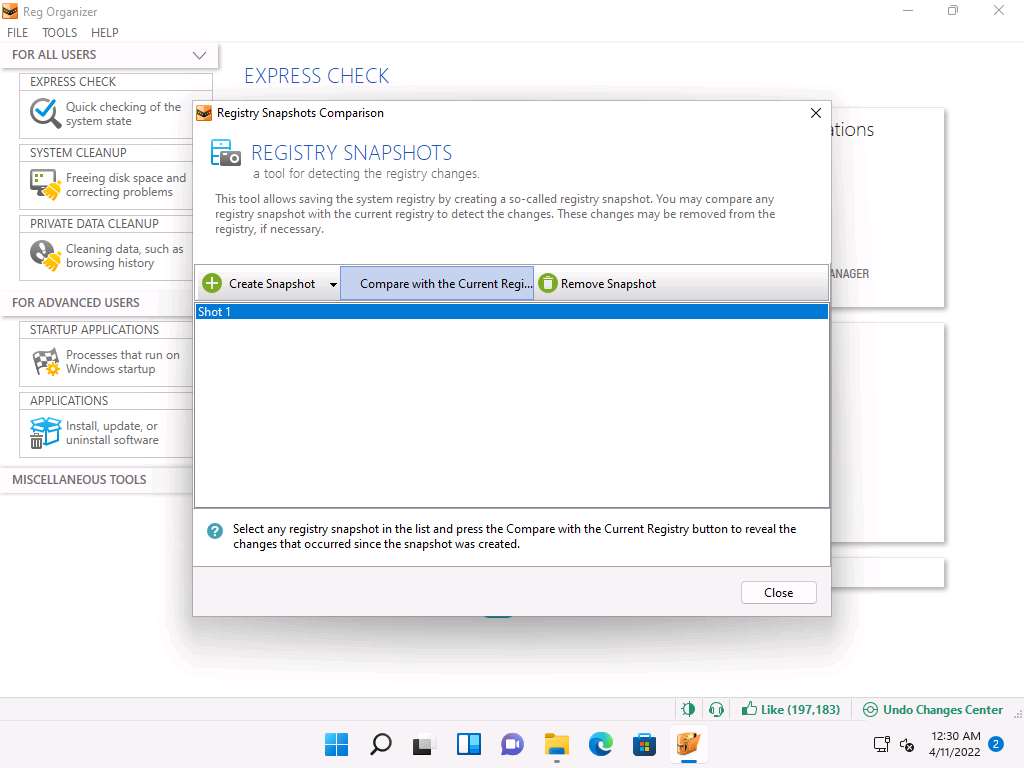 Reg Organizer
FILE TOOLS HELP
FOR ALL USERS
EXPRESS CHECK
Quick checking of the
system state
SYSTEM CLEANUP
Freeing disk space and
correcting problems
PRIVATE DATA CLEANUP
Cleaning data, such as
browsing history
FOR ADVANCED USERS
STARTUP APPLICATIONS
Processes that run on
Windows startup
APPLICATIONS
Install, update, or
uninstall software
MISCELLANEOUS TOOLS
EXPRESS CHECK
ations
ANAGER
Registry Snapshots Comparison
REGISTRY SNAPSHOTS
a tool for detecting the registry changes.
This tool allows saving the system registry by creating a so-called registry snapshot. You may compare any
registry snapshot with the current registry to detect the changes. These changes may be removed from the
registry, if necessary.
Create Snapshot Compare with the Current Regi... Remove Snapshot
Shot 1
Select any registry snapshot in the list and press the Compare with the Current Registry button to reveal the
changes that occurred since the snapshot was created.
Close
Like (197,183) Undo Changes Center
12:30 AM
4/11/2022 2